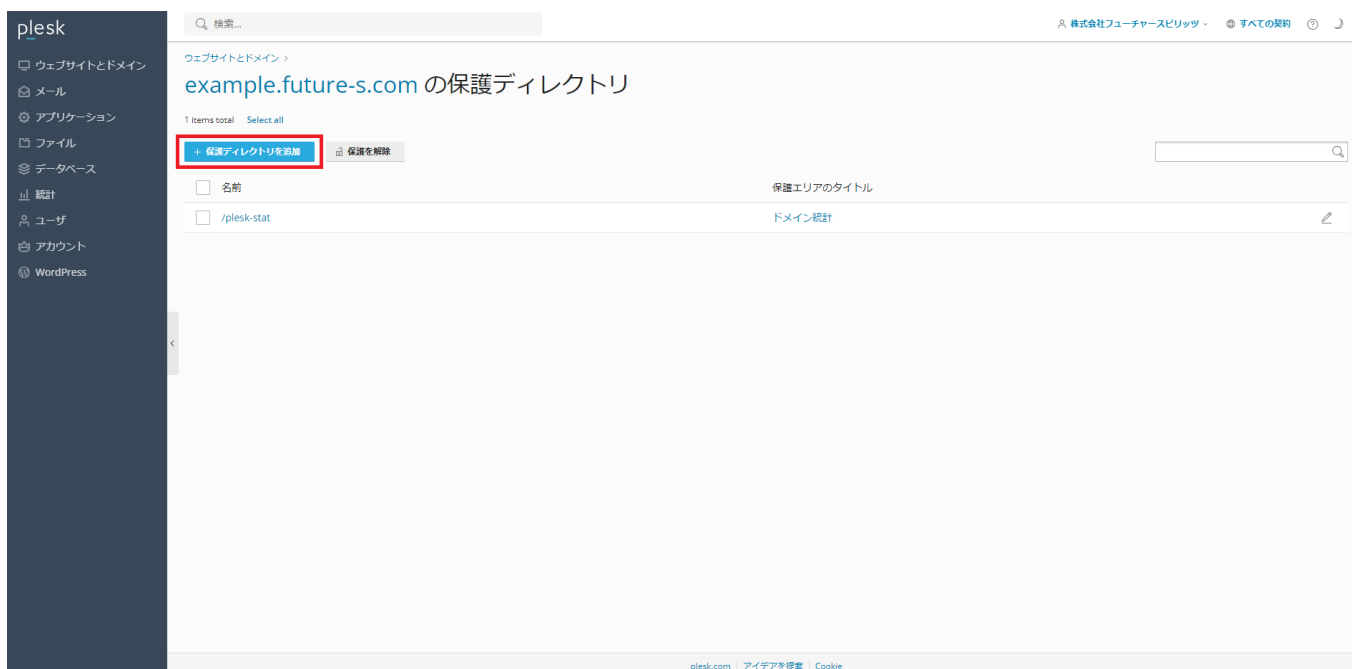 plesk
検索...
株式会社フューチャースピリッツ
すべての契約
ウェブサイトとドメイン
メール
アプリケーション
ファイル
データベース
統計
ユーザ
アカウント
WordPress
ウェブサイトとドメイン >
example.future-s.com の保護ディレクトリ
1 items total Select all
+ 保護ディレクトリを追加 保護を解除
名前 保護エリアのタイトル
/plesk-stat ドメイン統計
plesk.com アイデアを提案 Cookie